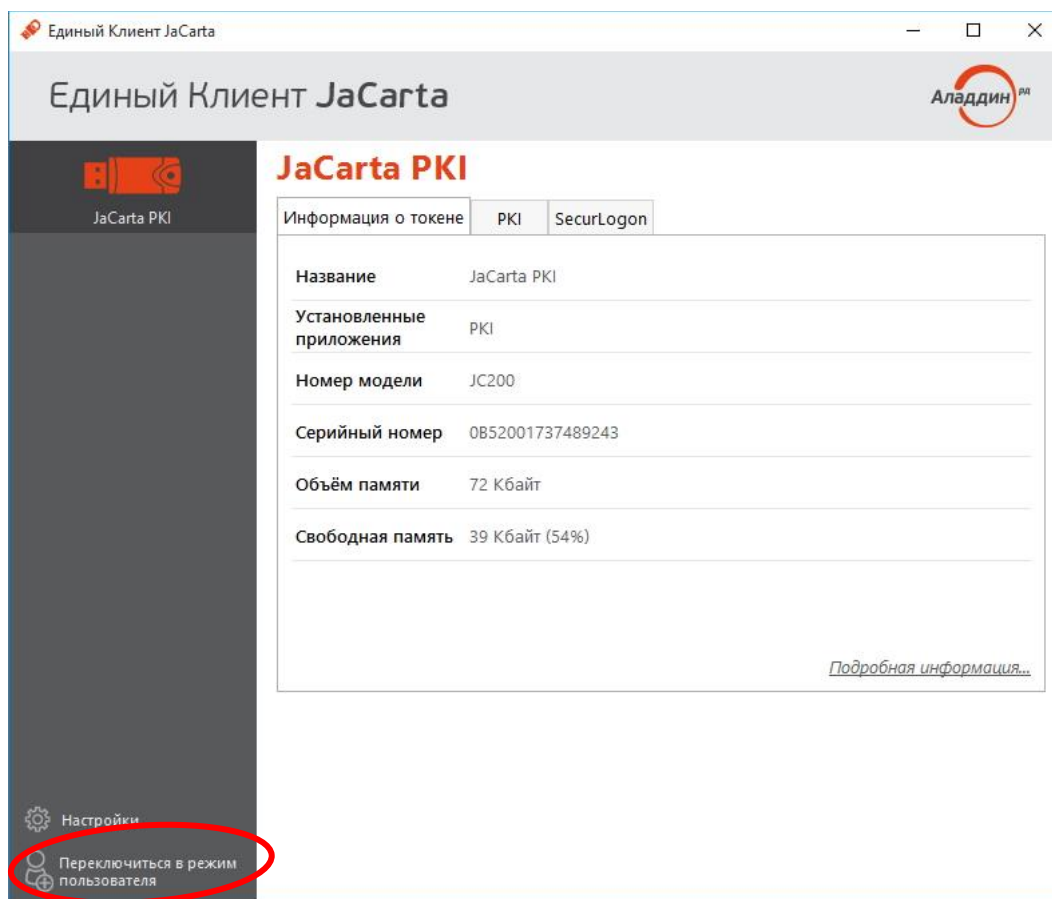 Единый Клиент JaCarta
Единый Клиент JaCarta
Аладдин РД
JaCarta PKI
JaCarta PKI
Информация о токене PKI SecurLogon
Название JaCarta PKI
Установленные
приложения PKI
Номер модели JC200
Серийный номер 0B52001737489243
Объём памяти 72 Кбайт
Свободная память 39 Кбайт (54%)
Подробная информация...
Настройки
Переключиться в режим
пользователя